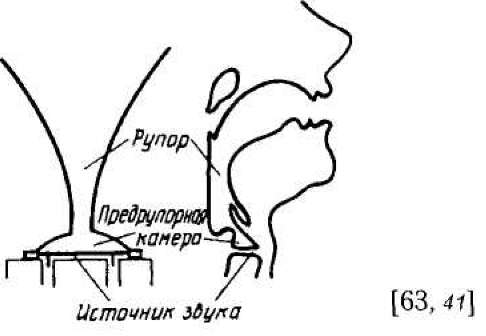 Рупор
Предрупорная
камера
Источник звука
[63, 41]